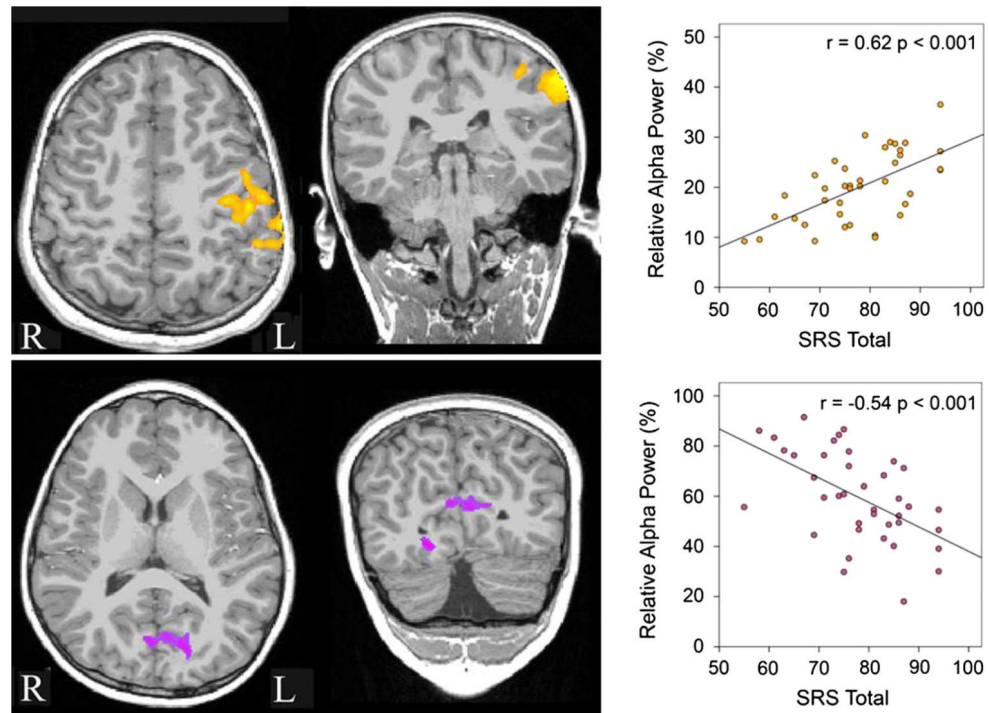 R
L
50
40
30
20
10
0
Relative Alpha Power (%)
r = 0.62 p < 0.001
50 60 70 80 90 100
SRS Total
R
L
100
80
60
40
20
0
Relative Alpha Power (%)
r = -0.54 p < 0.001
50 60 70 80 90 100
SRS Total